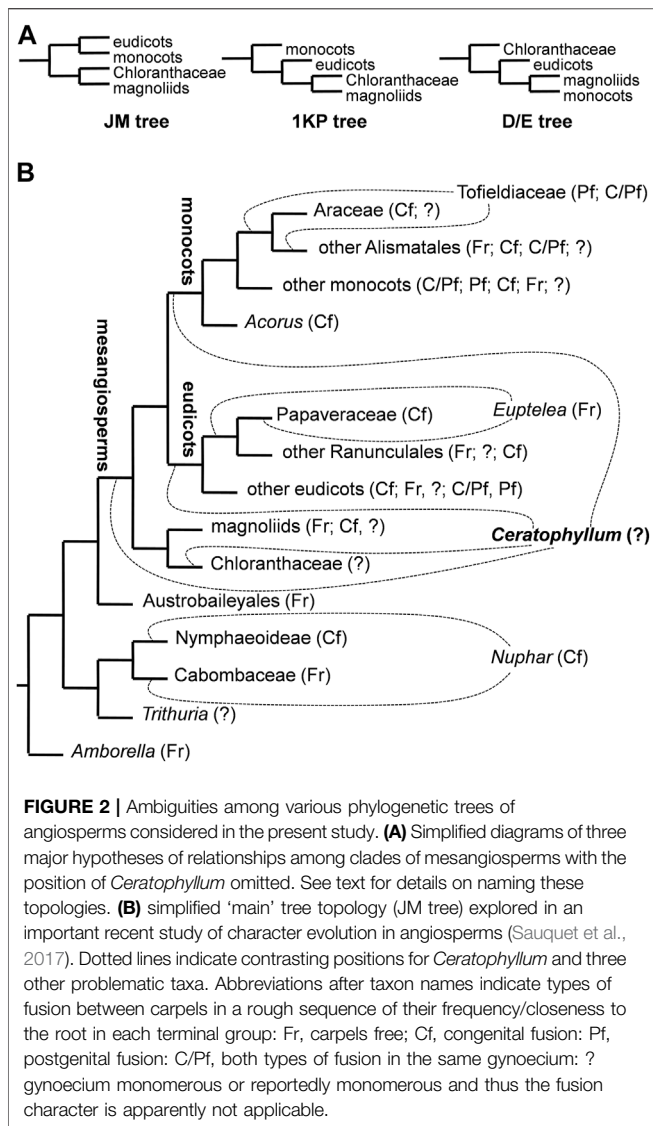 A
eudicots
monocots
Chloranthaceae
magnoliids
JM tree
monocots
eudicots
Chloranthaceae
magnoliids
1KP tree
Chloranthaceae
eudicots
magnoliids
monocots
D/E tree
B
mesangiosperms
monocots
eudicots
Tofieldiaceae (Pf; C/Pf)
Araceae (Cf; ?)
other Alismatales (Fr; Cf; C/Pf; ?)
other monocots (C/Pf; Pf; Cf; Fr; ?)
Acorus (Cf)
Papaveraceae (Cf)
Euptelea (Fr)
other Ranunculales (Fr; ?; Cf)
other eudicots (Cf; Fr, ?; C/Pf, Pf)
magnoliids (Fr; Cf, ?)
Ceratophyllum (?)
Chloranthaceae (?)
Austrobaileyales (Fr)
Nymphaeoideae (Cf)
Nuphar (Cf)
Cabombaceae (Fr)
Trithuria (?)
Amborella (Fr)
FIGURE 2 | Ambiguities among various phylogenetic trees of
angiosperms considered in the present study. (A) Simplified diagrams of three
major hypotheses of relationships among clades of mesangiosperms with the
position of Ceratophyllum omitted. See text for details on naming these
topologies. (B) simplified ‘main’ tree topology (JM tree) explored in an
important recent study of character evolution in angiosperms (Sauquet et al.,
2017). Dotted lines indicate contrasting positions for Ceratophyllum and three
other problematic taxa. Abbreviations after taxon names indicate types of
fusion between carpels in a rough sequence of their frequency/closeness to
the root in each terminal group: Fr, carpels free; Cf, congenital fusion: Pf,
postgenital fusion: C/Pf, both types of fusion in the same gynoecium: ?
gynoecium monomerous or reportedly monomerous and thus the fusion
character is apparently not applicable.